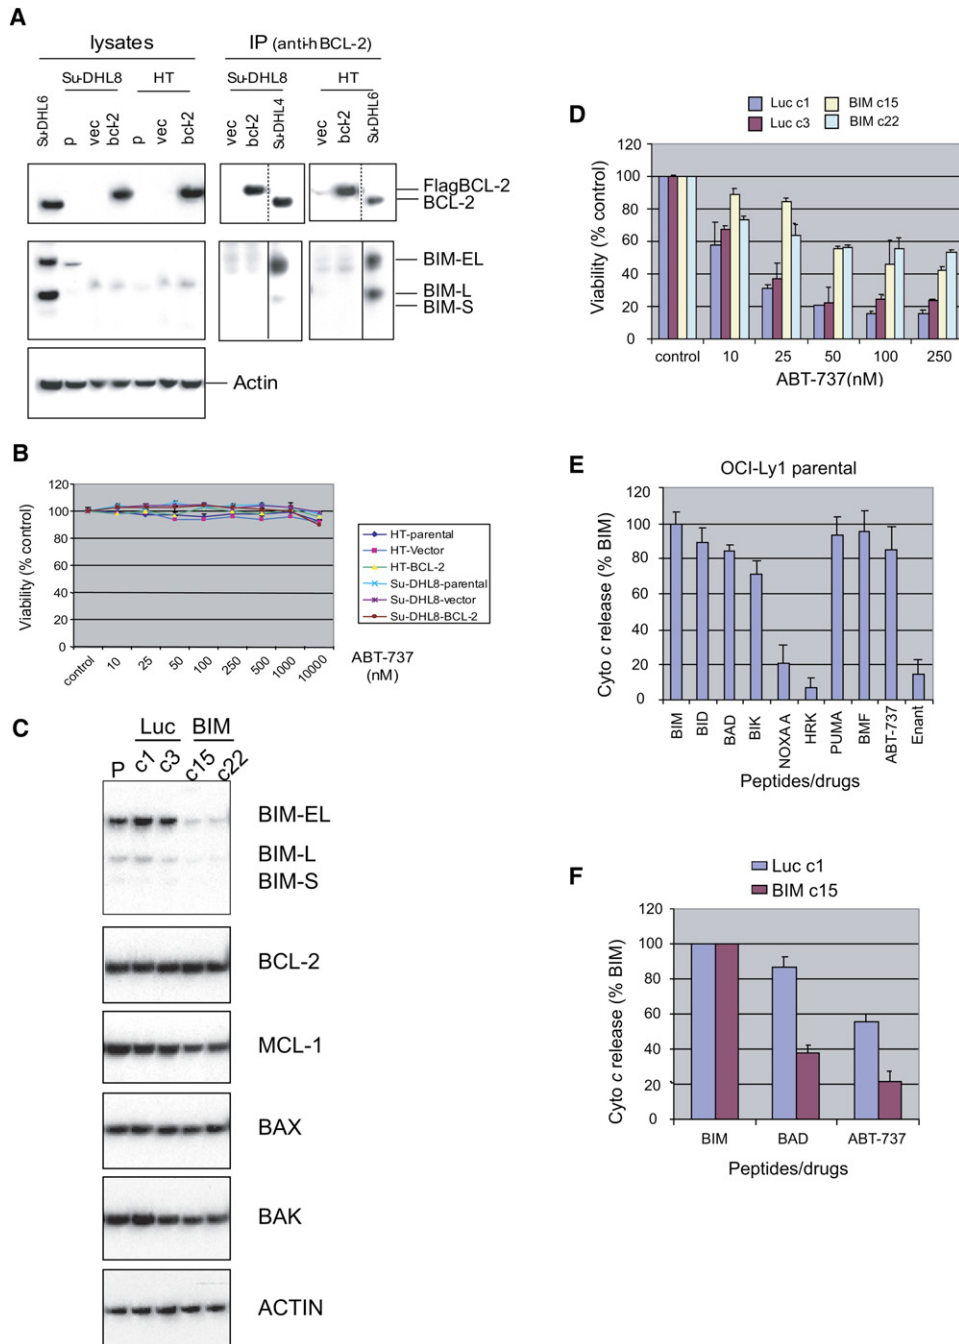 A
lysates
IP (anti-hBCL-2)
Su-DHL8 HT
Su-DHL8 HT
Su-DHL6 p vec bcl-2 p vec bcl-2
vec bcl-2 Su-DHL4
vec bcl-2 Su-DHL6
FlagBCL-2
BCL-2
BIM-EL
BIM-L
BIM-S
Actin
B
Viability (% control)
120
100
80
60
40
20
0
control 10 25 50 100 250 500 1000 10000
ABT-737
(nM)
HT-parental
HT-Vector
HT-BCL-2
Su-DHL8-parental
Su-DHL8-vector
Su-DHL-8-BCL-2
C
Luc BIM
P c1 c3 c15 c22
BIM-EL
BIM-L
BIM-S
BCL-2
MCL-1
BAX
BAK
ACTIN
D
Luc c1 BIM c15
Luc c3 BIM c22
Viability (% control)
120
100
80
60
40
20
0
control 10 25 50 100 250
ABT-737(nM)
E
OCI-Ly1 parental
Cyto c release (% BIM)
120
100
80
60
40
20
0
BIM BID BAD BIK NOXA A HRK PUMA BMF ABT-737 Enant
Peptides/drugs
F
Luc c1
BIM c15
Cyto c release (% BIM)
120
100
80
60
40
20
0
BIM BAD ABT-737
Peptides/drugs